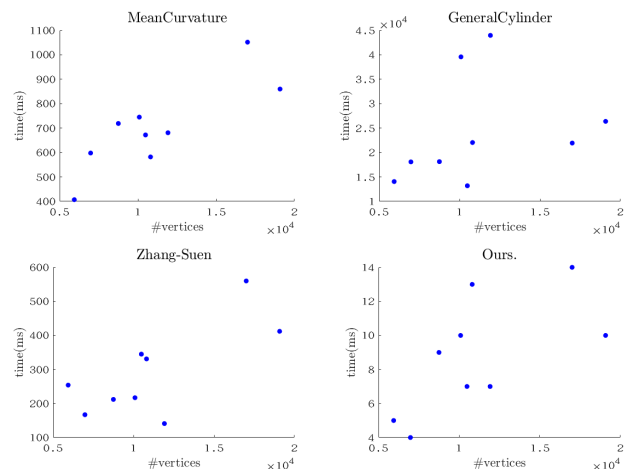 MeanCurvature
1100
1000
900
800
700
600
500
400
time(ms)
0.5 1 1.5 2
#vertices
×10^4
GeneralCylinder
×10^4
4.5
4
3.5
3
2.5
2
1.5
1
time(ms)
0.5 1 1.5 2
#vertices
×10^4
Zhang-Suen
600
500
400
300
200
100
time(ms)
0.5 1 1.5 2
#vertices
×10^4
Ours.
14
12
10
8
6
4
time(ms)
0.5 1 1.5 2
#vertices
×10^4